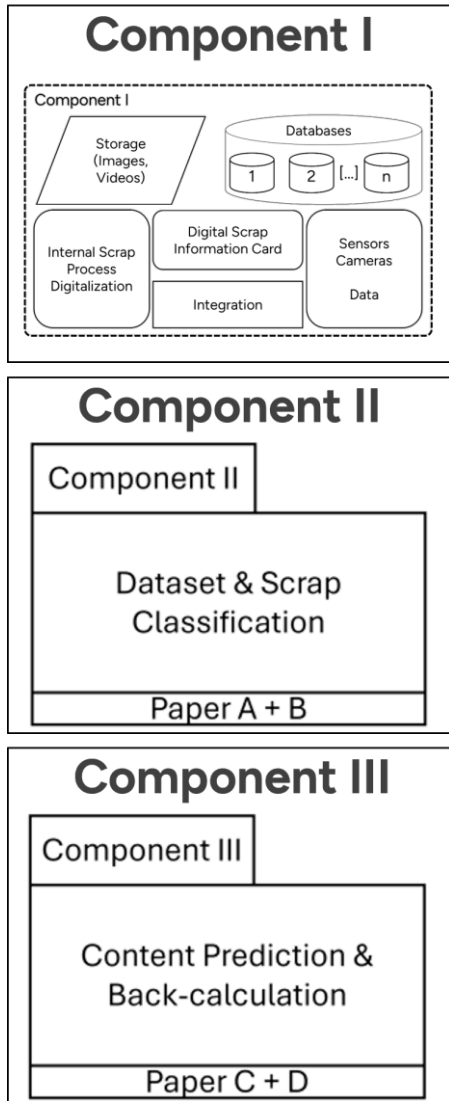 Component I
Component I
Storage
(Images,
Videos)
Databases
1
2
[...]
n
Internal Scrap
Process
Digitalization
Digital Scrap
Information Card
Integration
Sensors
Cameras
Data
Component II
Component II
Dataset & Scrap
Classification
Paper A + B
Component III
Component III
Content Prediction &
Back-calculation
Paper C + D